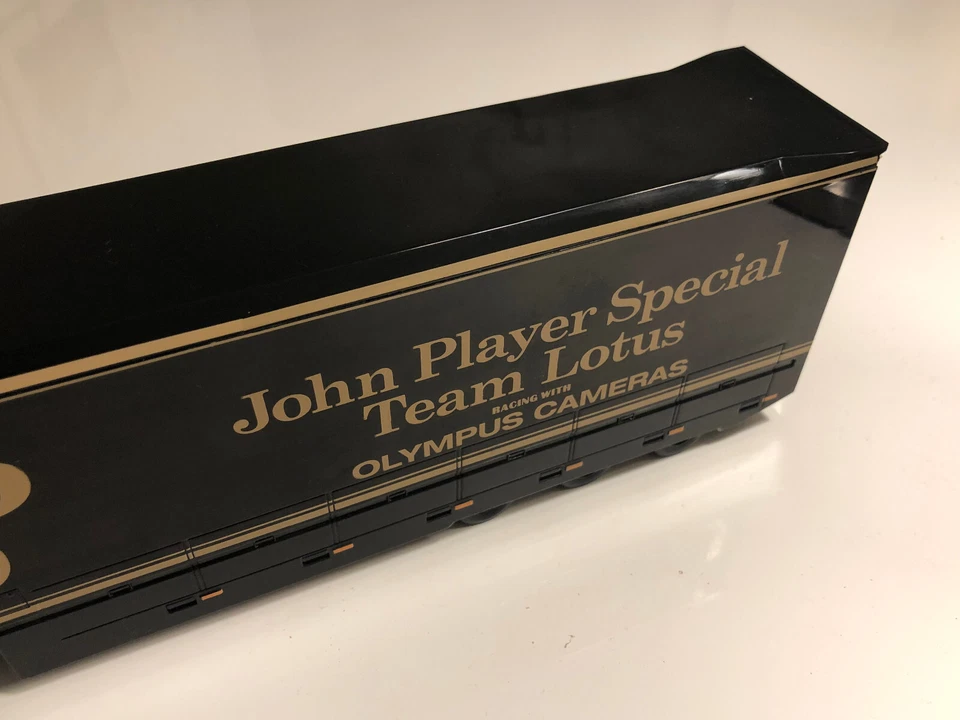 John Player Special
Team Lotus
RACING WITH
OLYMPUS CAMERAS